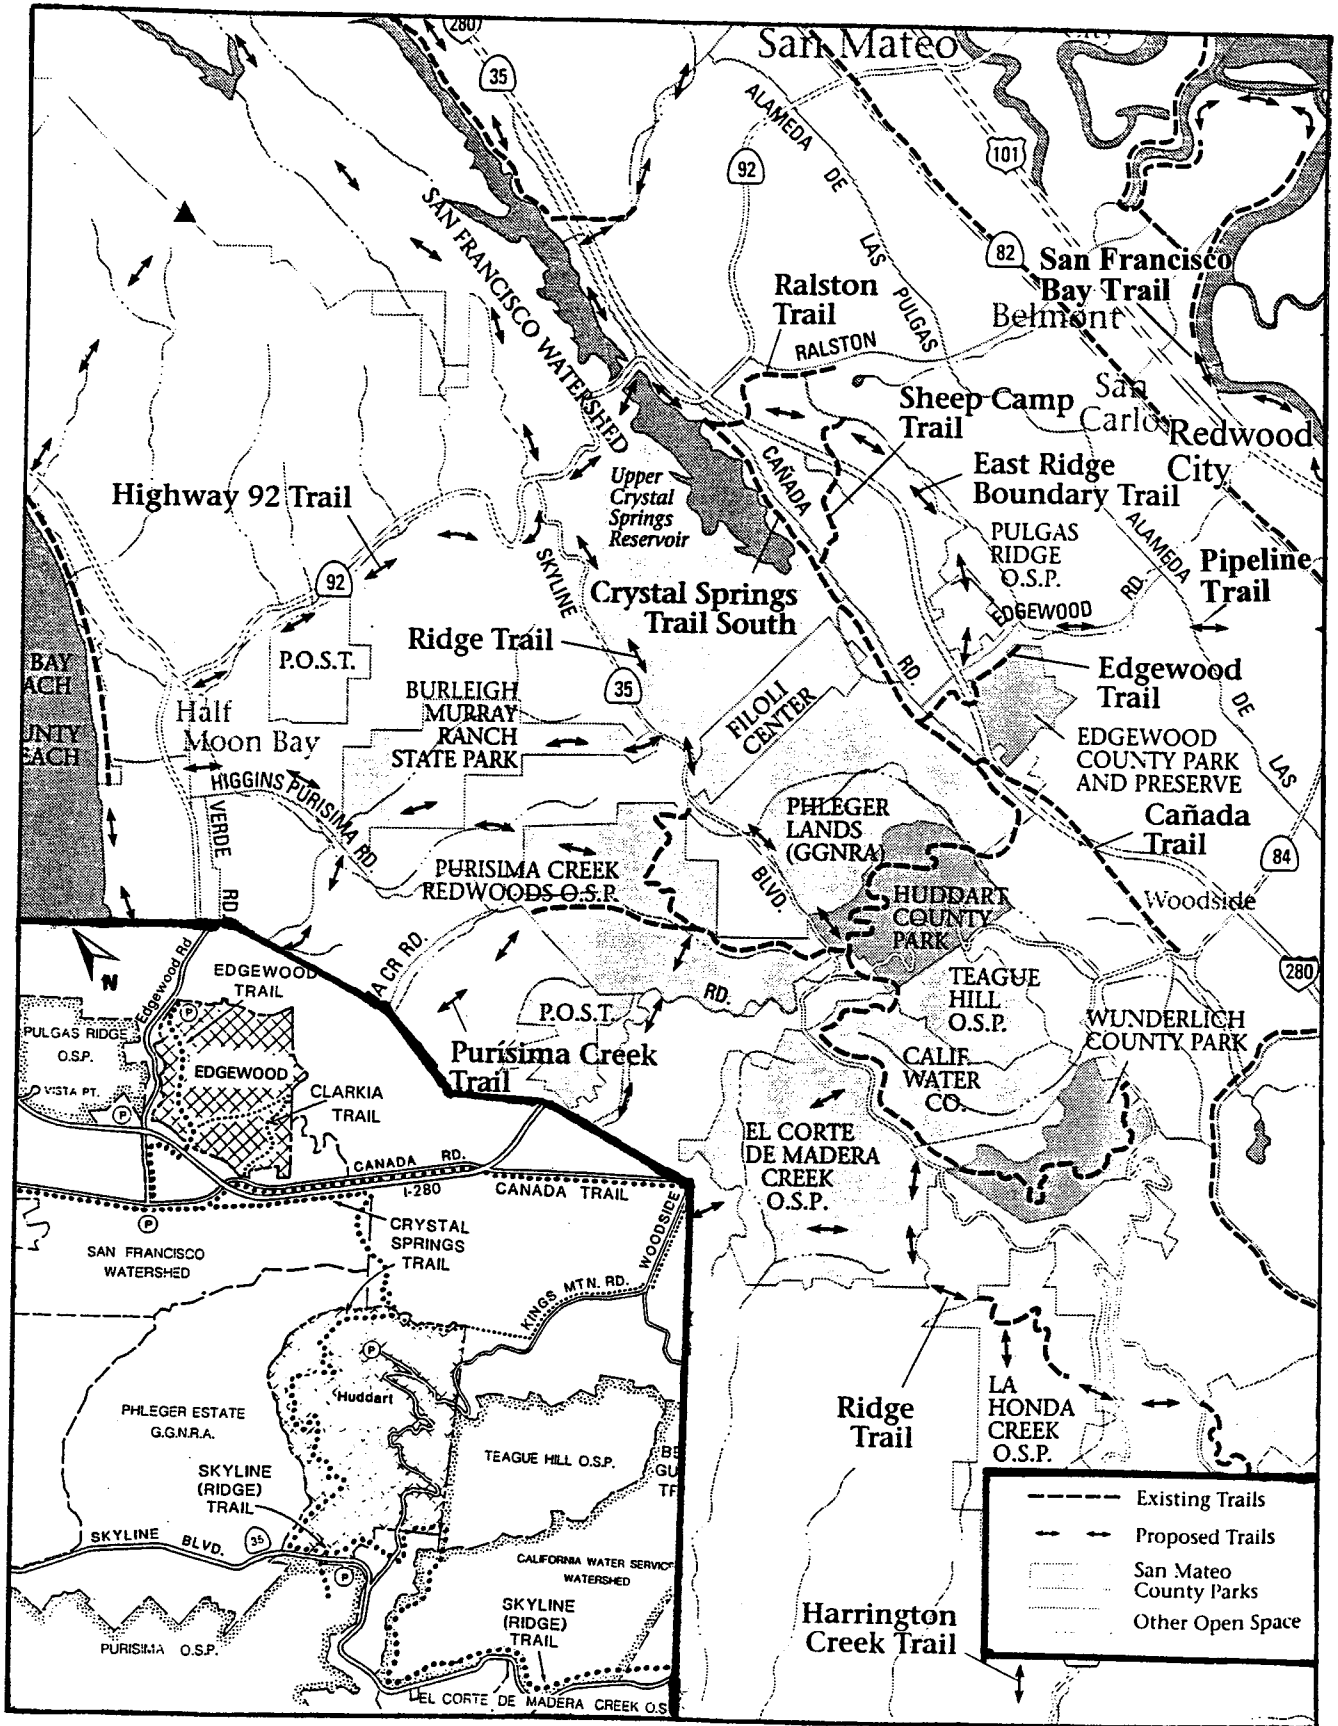 280
35
San Mateo
ALAMEDA
DE
LAS
PULGAS
92
101
82
SAN FRANCISCO WATERSHED
San Francisco
Bay Trail
Belmont
Ralston
Trail
RALSTON
San
Carlo
Sheep Camp
Trail
Redwood
City
CAÑADA
RD.
East Ridge
Boundary Trail
Upper
Crystal
Springs
Reservoir
Highway 92 Trail
92
SKYLINE
PULGAS
RIDGE
O.S.P.
ALAMEDA
DE
LAS
Pipeline
Trail
EDGEWOOD
RD.
Crystal Springs
Trail South
Ridge Trail
35
P.O.S.T.
BAY
ACH
UNTY
EACH
Half
Moon Bay
BURLEIGH
MURRAY
RANCH
STATE PARK
FILOLI
CENTER
Edgewood
Trail
EDGEWOOD
COUNTY PARK
AND PRESERVE
HIGGINS PURISIMA RD.
VERDE
RD
PHLEGER
LANDS
(GGNRA)
Cañada
Trail
84
BLVD.
PURISIMA CREEK
REDWOODS O.S.P.
HUDDART
COUNTY
PARK
Woodside
280
A CR RD.
RD.
P.O.S.T.
TEAGUE
HILL
O.S.P.
WUNDERLICH
COUNTY PARK
Purisima Creek
Trail
CALIF.
WATER
CO.
EL CORTE
DE MADERA
CREEK
O.S.P.
Ridge
Trail
LA
HONDA
CREEK
O.S.P.
Harrington
Creek Trail
Existing Trails
Proposed Trails
San Mateo
County Parks
Other Open Space
N
Edgewood Rd
EDGEWOOD
TRAIL
P
PULGAS RIDGE
O.S.P.
VISTA PT.
P
EDGEWOOD
CLARKIA
TRAIL
CANADA RD.
I-280
CANADA TRAIL
WOODSIDE
P
SAN FRANCISCO
WATERSHED
CRYSTAL
SPRINGS
TRAIL
KINGS MTN. RD.
P
Huddart
PHLEGER ESTATE
G.G.N.R.A.
TEAGUE HILL O.S.P.
BE
GU
TF
SKYLINE
(RIDGE)
TRAIL
SKYLINE BLVD.
35
P
CALIFORNIA WATER SERVIC
WATERSHED
SKYLINE
(RIDGE)
TRAIL
PURISIMA O.S.P.
EL CORTE DE MADERA CREEK O.S